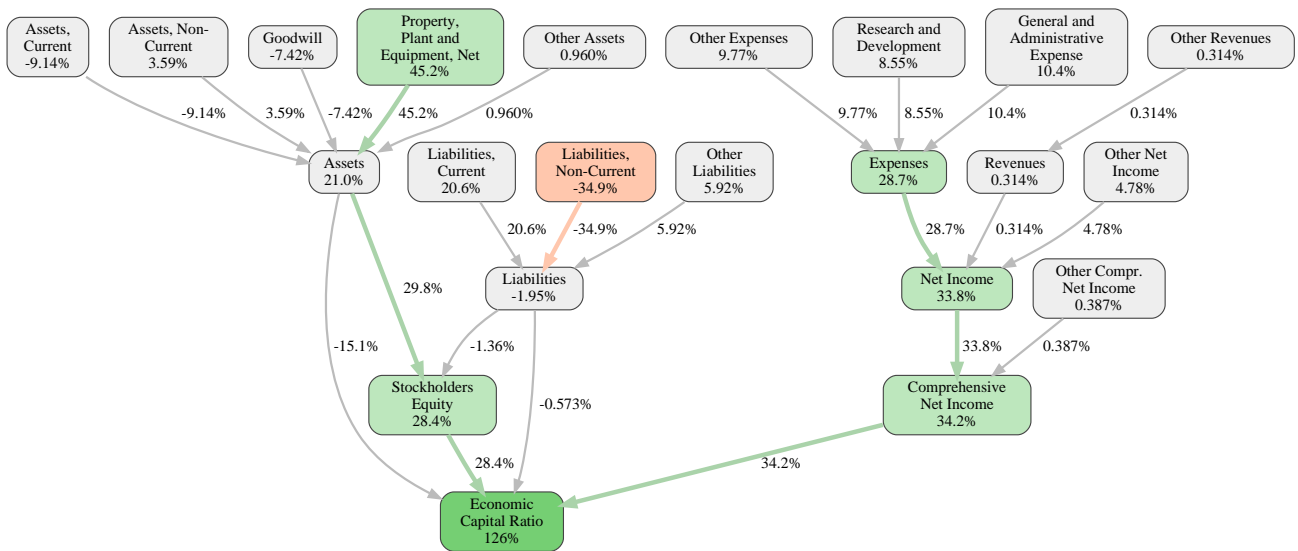 Assets,
Current
-9.14%
Assets, Non-
Current
3.59%
Goodwill
-7.42%
Property,
Plant and
Equipment, Net
45.2%
Other Assets
0.960%
Other Expenses
9.77%
Research and
Development
8.55%
General and
Administrative
Expense
10.4%
Other Revenues
0.314%
-9.14%
3.59%
-7.42%
45.2%
0.960%
9.77%
8.55%
10.4%
0.314%
Assets
21.0%
Liabilities,
Current
20.6%
Liabilities,
Non-Current
-34.9%
Other
Liabilities
5.92%
Expenses
28.7%
Revenues
0.314%
Other Net
Income
4.78%
20.6%
-34.9%
5.92%
28.7%
0.314%
4.78%
29.8%
Liabilities
-1.95%
Net Income
33.8%
Other Compr.
Net Income
0.387%
-15.1%
-1.36%
33.8%
0.387%
Stockholders
Equity
28.4%
-0.573%
Comprehensive
Net Income
34.2%
28.4%
34.2%
Economic
Capital Ratio
126%